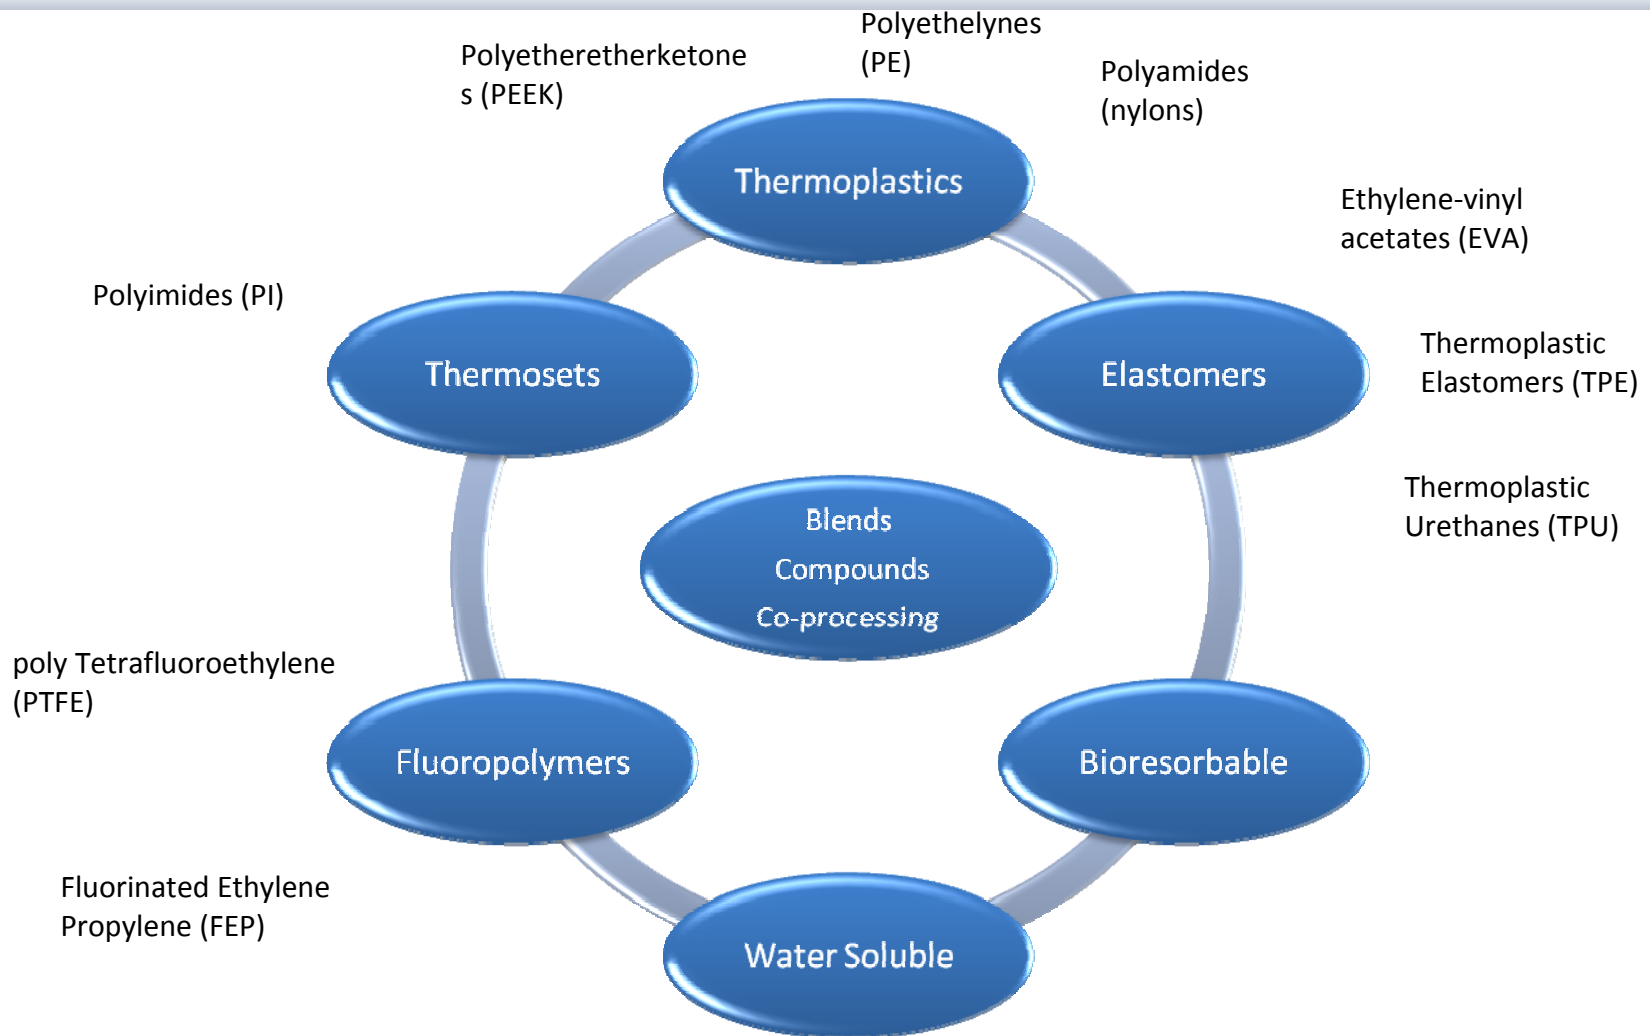 Polyethelynes
(PE)
Polyetheretherketone
s (PEEK)
Polyamides
(nylons)
Thermoplastics
Ethylene-vinyl
acetates (EVA)
Polyimides (PI)
Thermosets
Elastomers
Thermoplastic
Elastomers (TPE)
Thermoplastic
Urethanes (TPU)
Blends
Compounds
Co-processing
poly Tetrafluoroethylene
(PTFE)
Fluoropolymers
Bioresorbable
Fluorinated Ethylene
Propylene (FEP)
Water Soluble